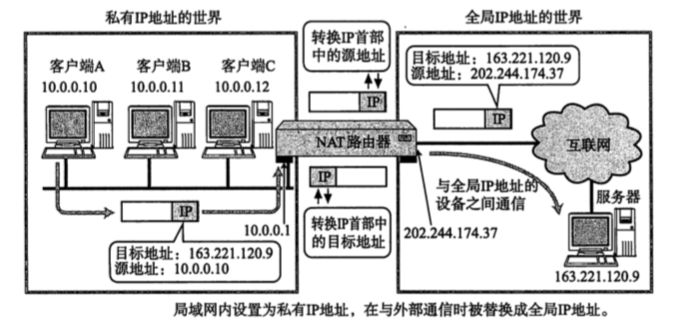 私有IP地址的世界
全局IP地址的世界
客户端A
10.0.0.10
客户端B
10.0.0.11
客户端C
10.0.0.12
转换IP首部
中的源地址
IP
目标地址：163.221.120.9
源地址：202.244.174.37
IP
NAT路由器
互联网
IP
IP
10.0.0.1
转换IP首部
中的目标地址
与全局IP地址的
设备之间通信
202.244.174.37
服务器
163.221.120.9
目标地址：163.221.120.9
源地址：10.0.0.10
局域网内设置为私有IP地址，在与外部通信时被替换成全局IP地址。